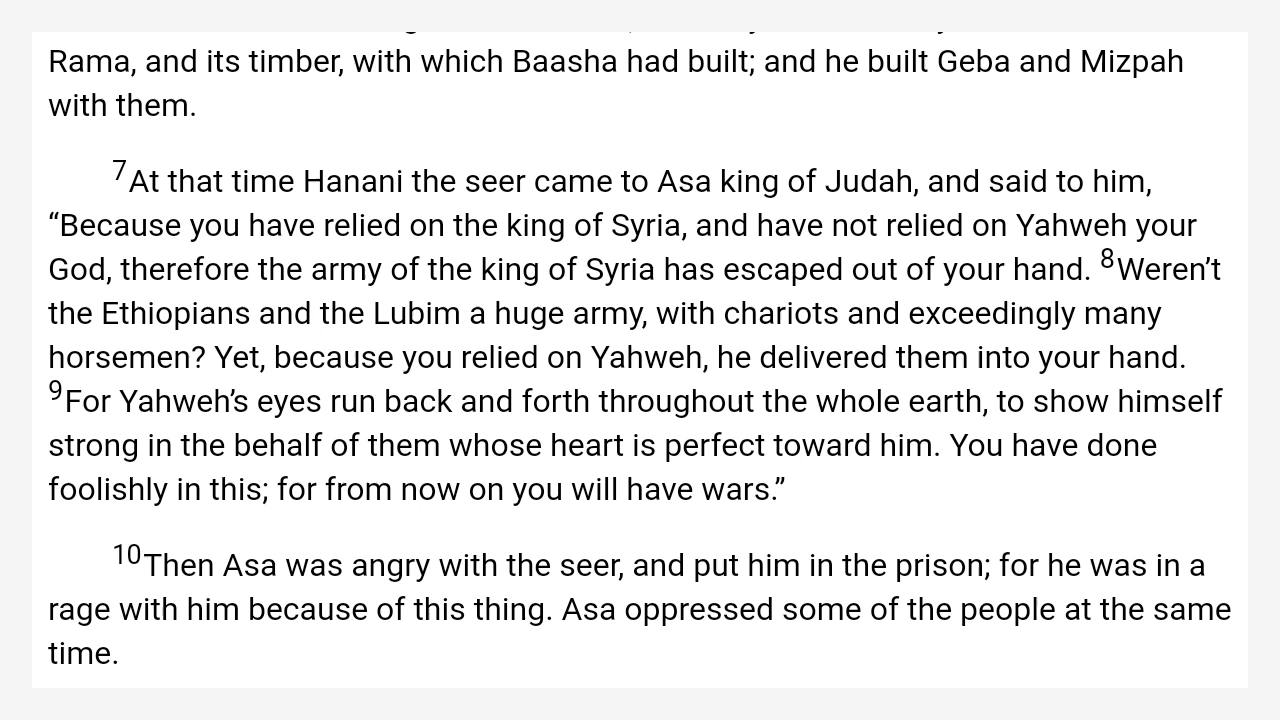 Rama, and its timber, with which Baasha had built; and he built Geba and Mizpah
with them.
7At that time Hanani the seer came to Asa king of Judah, and said to him,
“Because you have relied on the king of Syria, and have not relied on Yahweh your
God, therefore the army of the king of Syria has escaped out of your hand. 8Weren’t
the Ethiopians and the Lubim a huge army, with chariots and exceedingly many
horsemen? Yet, because you relied on Yahweh, he delivered them into your hand.
9For Yahweh’s eyes run back and forth throughout the whole earth, to show himself
strong in the behalf of them whose heart is perfect toward him. You have done
foolishly in this; for from now on you will have wars.”
10Then Asa was angry with the seer, and put him in the prison; for he was in a
rage with him because of this thing. Asa oppressed some of the people at the same
time.